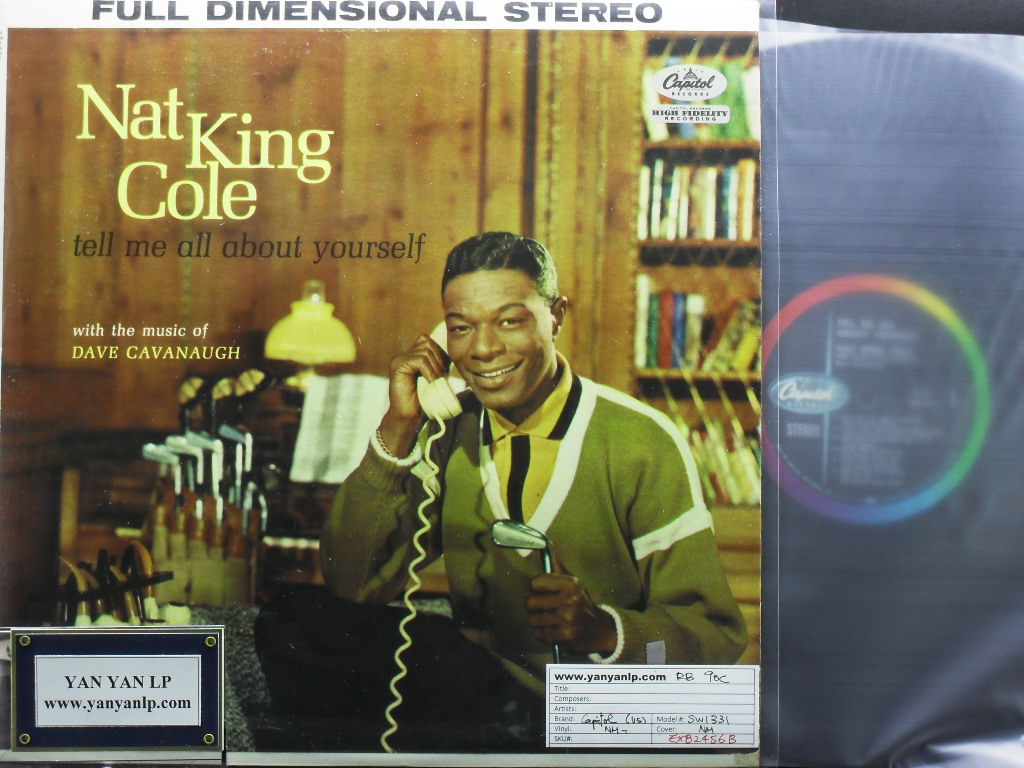 FULL DIMENSIONAL STEREO
Nat King Cole
tell me all about yourself
with the music of
DAVE CAVANAUGH
Capitol
RECORDS
HIGH FIDELITY
RECORDING
Capitol
STEREO
YAN YAN LP
www.yanyanlp.com
www.yanyanlp.com RB 90C
Title:
Composers:
Artists:
Brand: Capitol (US) Model #: SW1331
Vinyl: NM- Cover: NM
SKU#: EXB2456B